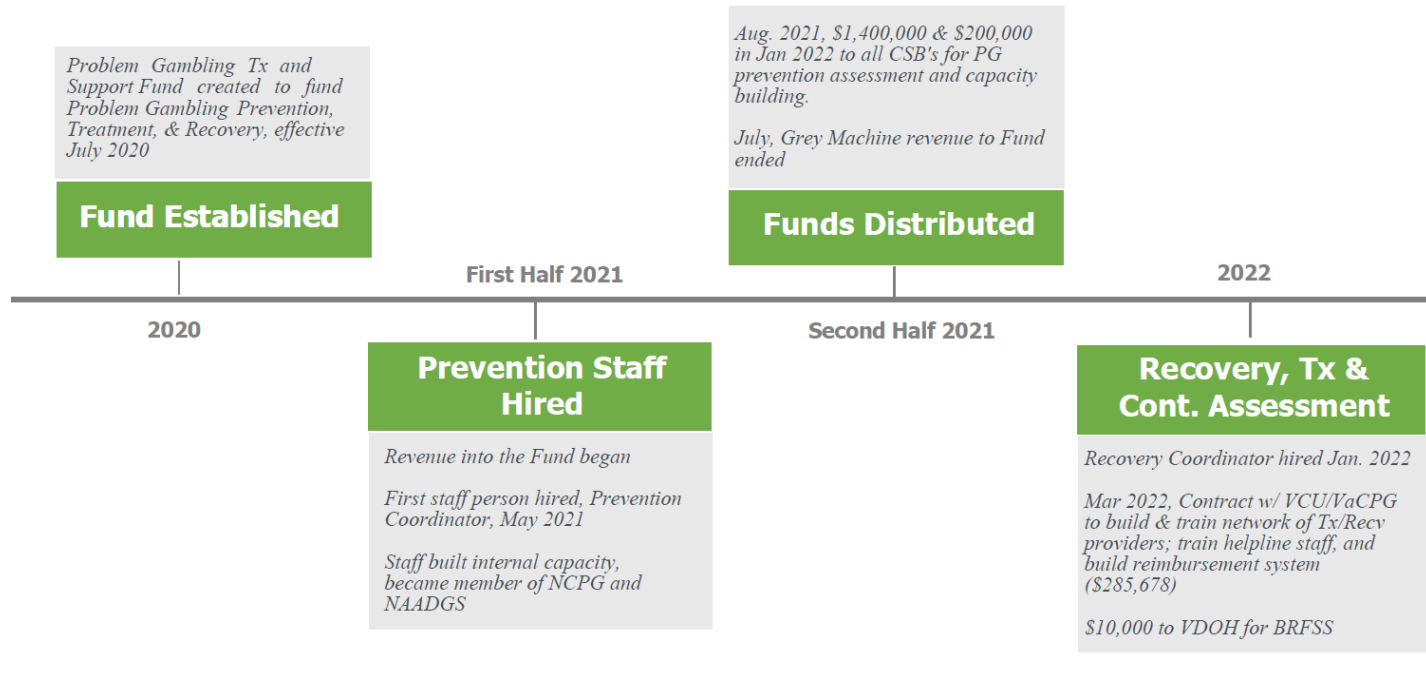 Problem Gambling Tx and
Support Fund created to fund
Problem Gambling Prevention,
Treatment, & Recovery, effective
July 2020
Fund Established
2020
First Half 2021
Prevention Staff
Hired
Revenue into the Fund began
First staff person hired, Prevention
Coordinator, May 2021
Staff built internal capacity,
became member of NCPG and
NAADGS
Aug. 2021, $1,400,000 & $200,000
in Jan 2022 to all CSB's for PG
prevention assessment and capacity
building.
July, Grey Machine revenue to Fund
ended
Funds Distributed
Second Half 2021
2022
Recovery, Tx &
Cont. Assessment
Recovery Coordinator hired Jan. 2022
Mar 2022, Contract w/ VCU/VaCPG
to build & train network of Tx/Recv
providers; train helpline staff, and
build reimbursement system
($285,678)
$10,000 to VDOH for BRFSS